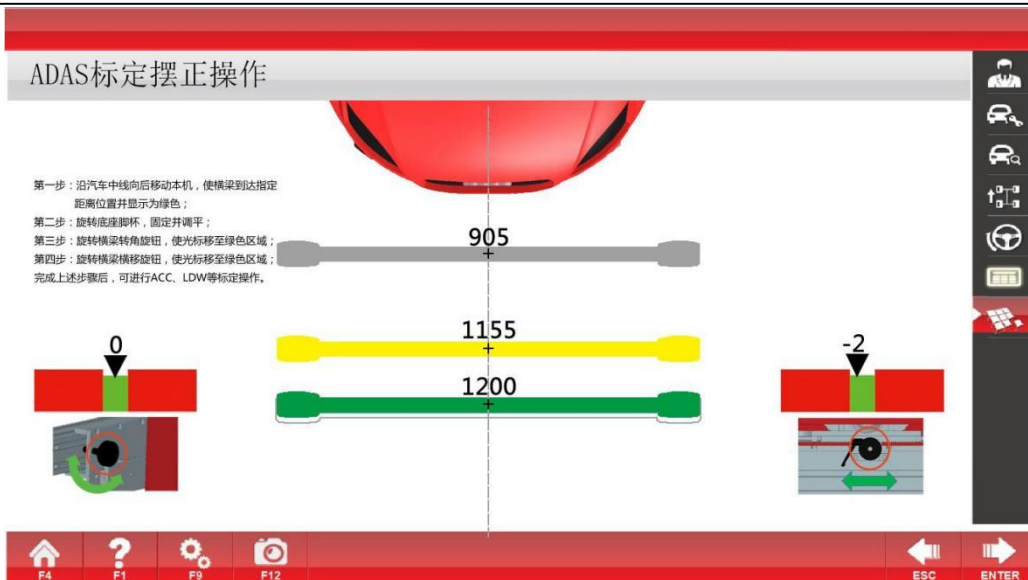 ADAS标定摆正操作
第一步：沿汽车中线向后移动本机，使横梁到达指定
距离位置并显示为绿色；
第二步：旋转底座脚杯，固定并调平；
第三步：旋转横梁转角旋钮，使光标移至绿色区域；
第四步：旋转横梁横移旋钮，使光标移至绿色区域；
完成上述步骤后，可进行ACC、LDW等标定操作。
905
1155
1200
0
-2
F4
F1
F9
F12
ESC
ENTER